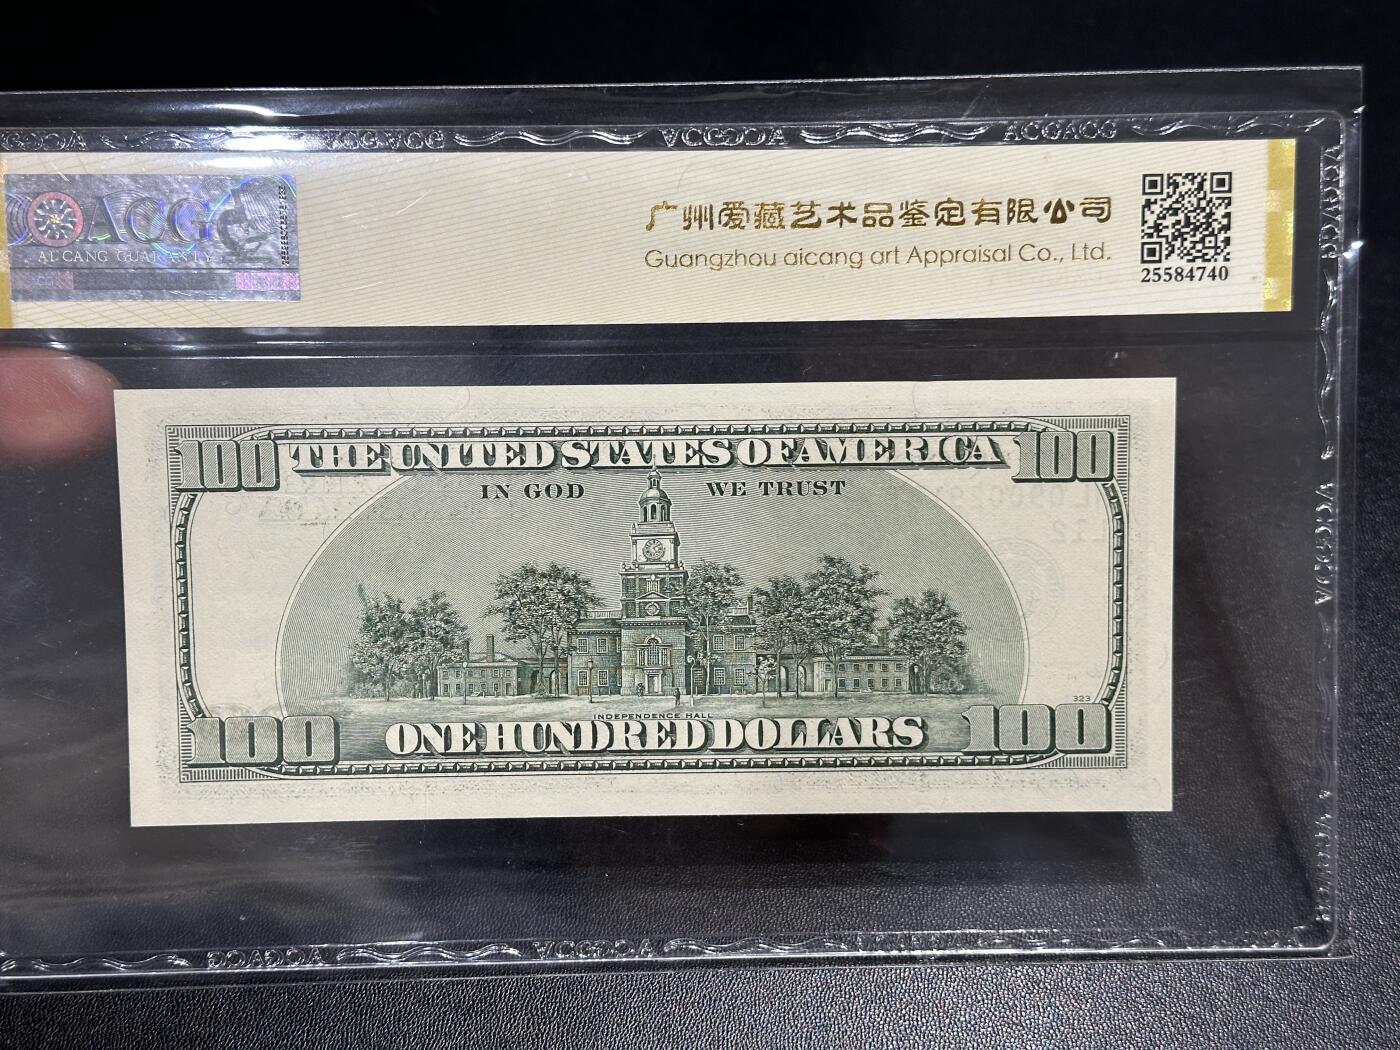 ACGACG
ACG
AI CANG GUARANTY
广州爱藏艺术品鉴定有限公司
Guangzhou aicang art Appraisal Co., Ltd.
25584740
100 THE UNITED STATES OF AMERICA 100
IN GOD WE TRUST
323
INDEPENDENCE HALL
100 ONE HUNDRED DOLLARS 100